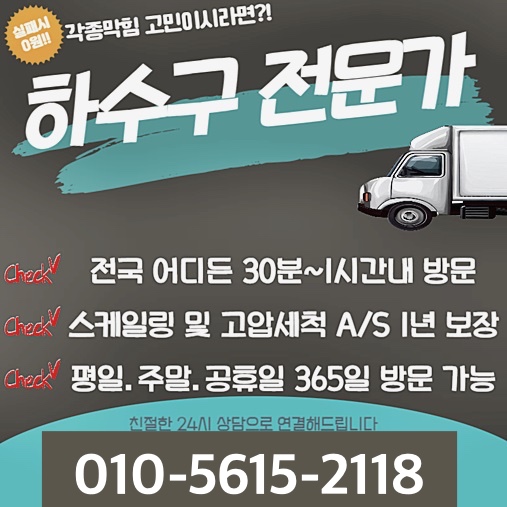 실패시
0원!!
각종막힘 고민이시라면?!
하수구 전문가
Check 전국 어디든 30분~1시간내 방문
Check 스케일링 및 고압세척 A/S 1년 보장
Check 평일. 주말. 공휴일 365일 방문 가능
친절한 24시 상담으로 연결해드립니다
010-5615-2118